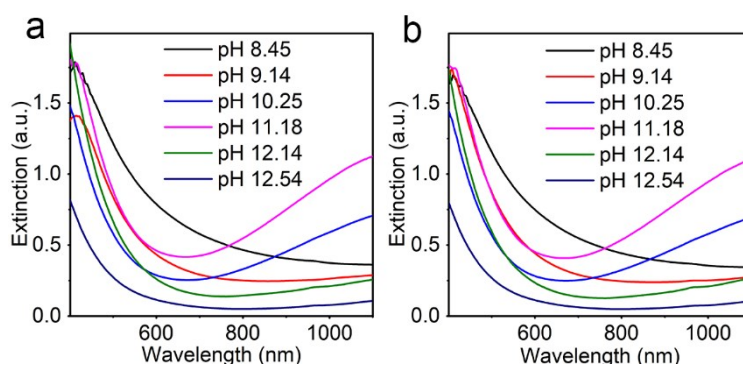 a
pH 8.45
pH 9.14
pH 10.25
pH 11.18
pH 12.14
pH 12.54
Extinction (a.u.)
1.5
1.0
0.5
0.0
600
800
1000
Wavelength (nm)
b
pH 8.45
pH 9.14
pH 10.25
pH 11.18
pH 12.14
pH 12.54
Extinction (a.u.)
1.5
1.0
0.5
0.0
600
800
1000
Wavelength (nm)